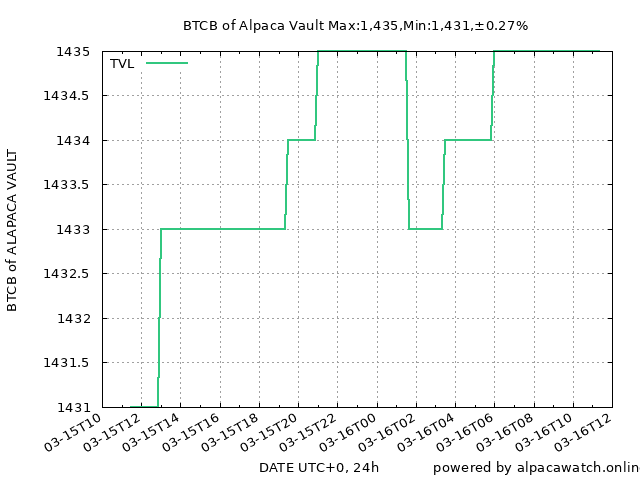 BTCB of Alpaca Vault Max:1,435,Min:1,431,±0.27%
TVL
BTCB of ALAPACA VAULT
1435
1434.5
1434
1433.5
1433
1432.5
1432
1431.5
1431
03-15T10
03-15T12
03-15T14
03-15T16
03-15T18
03-15T20
03-15T22
03-16T00
03-16T02
03-16T04
03-16T06
03-16T08
03-16T10
03-16T12
DATE UTC+0, 24h
powered by alpacawatch.online